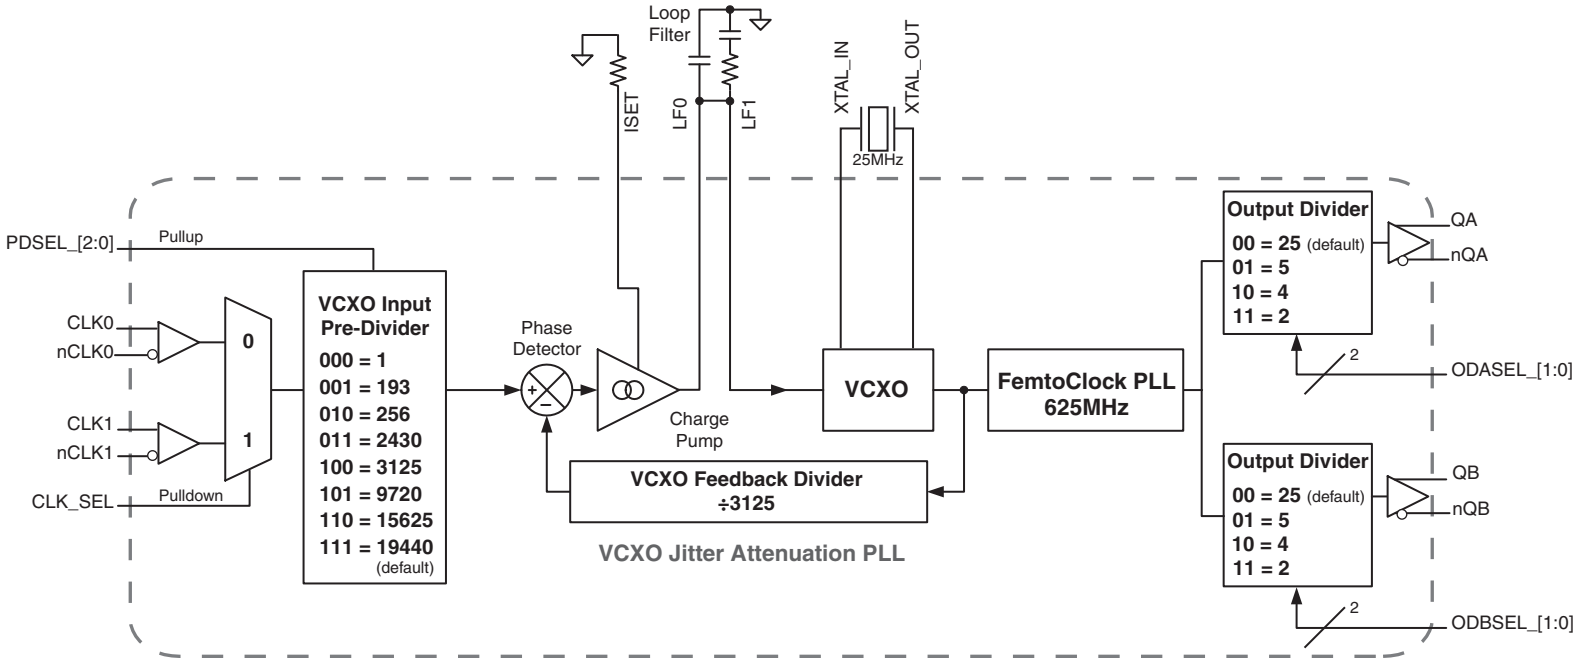 Loop
Filter
ISET
LF0
LF1
XTAL_IN
XTAL_OUT
25MHz
PDSEL_[2:0]
Pullup
CLK0
nCLK0
CLK1
nCLK1
CLK_SEL
Pulldown
0
1
VCXO Input
Pre-Divider
000 = 1
001 = 193
010 = 256
011 = 2430
100 = 3125
101 = 9720
110 = 15625
111 = 19440
(default)
Phase
Detector
+
–
Charge
Pump
VCXO
VCXO Feedback Divider
÷3125
VCXO Jitter Attenuation PLL
FemtoClock PLL
625MHz
Output Divider
00 = 25 (default)
01 = 5
10 = 4
11 = 2
QA
nQA
2
ODASEL_[1:0]
Output Divider
00 = 25 (default)
01 = 5
10 = 4
11 = 2
QB
nQB
2
ODBSEL_[1:0]